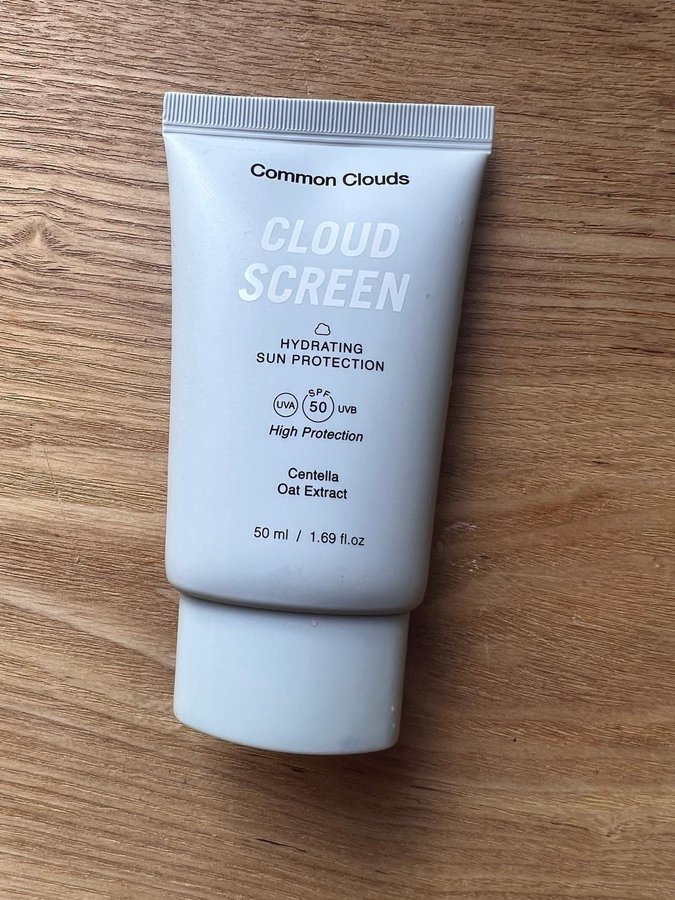 Common Clouds
CLOUD
SCREEN
HYDRATING
SUN PROTECTION
UVA SPF 50 UVB
High Protection
Centella
Oat Extract
50 ml / 1.69 fl.oz